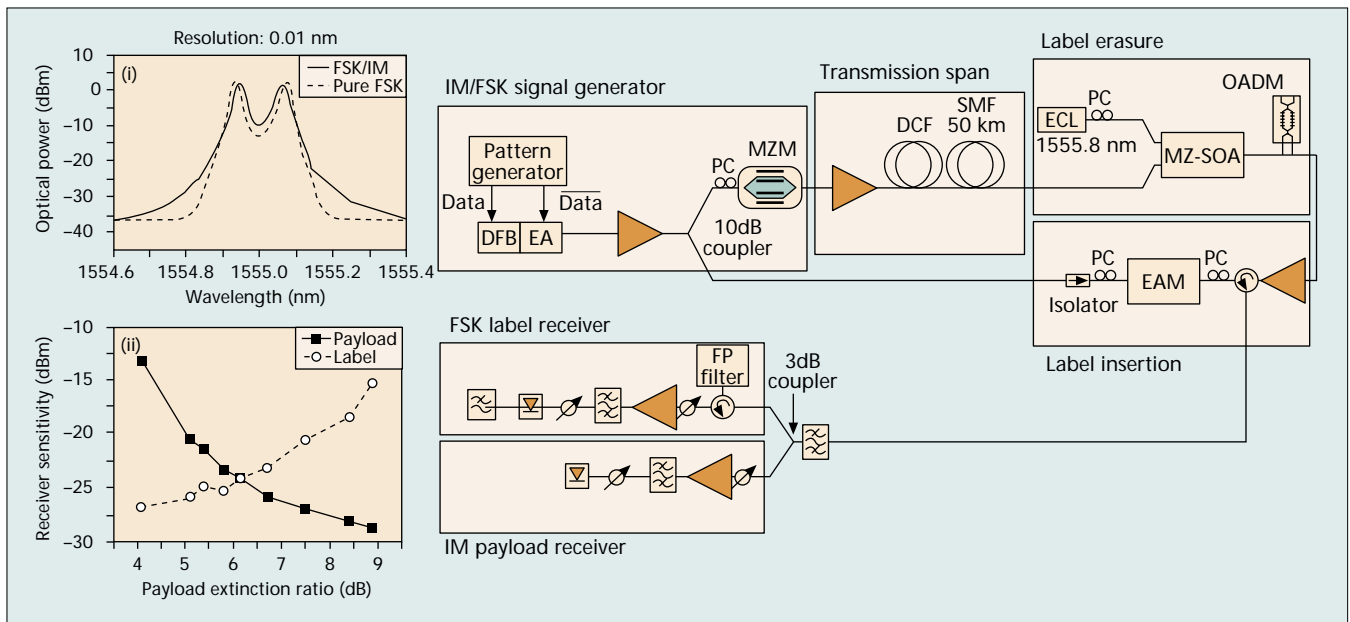 Resolution: 0.01 nm
(i)
FSK/IM
Pure FSK
10
0
−10
−20
−30
−40
Optical power (dBm)
1554.6
1554.8
1555.0
1555.2
1555.4
Wavelength (nm)
(ii)
Payload
Label
−10
−15
−20
−25
−30
Receiver sensitivity (dBm)
4
5
6
7
8
9
Payload extinction ratio (dB)
IM/FSK signal generator
Pattern
generator
Data
Data
DFB
EA
PC
MZM
10dB
coupler
Transmission span
DCF
SMF
50 km
Label erasure
ECL
PC
1555.8 nm
MZ-SOA
OADM
PC
Isolator
EAM
PC
Label insertion
FSK label receiver
FP
filter
3dB
coupler
IM payload receiver